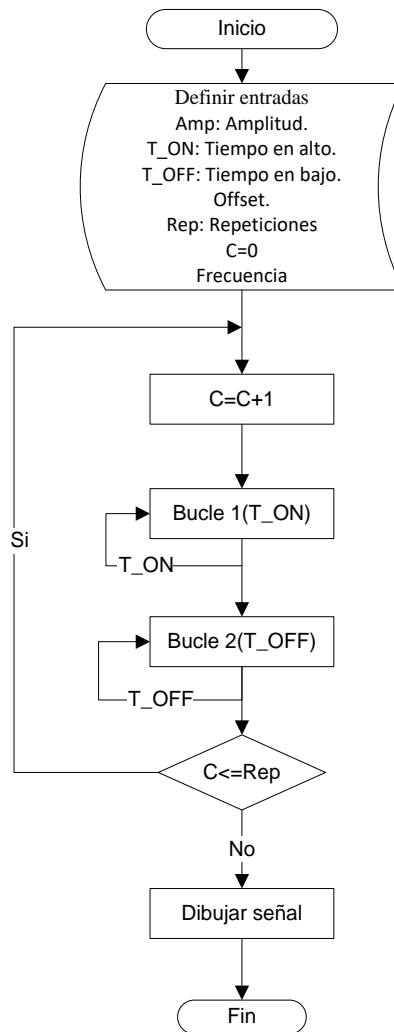 Inicio
Definir entradas
Amp: Amplitud.
T_ON: Tiempo en alto.
T_OFF: Tiempo en bajo.
Offset.
Rep: Repeticiones
C=0
Frecuencia
C=C+1
Bucle 1(T_ON)
Si
T_ON
Bucle 2(T_OFF)
T_OFF
C<=Rep
No
Dibujar señal
Fin